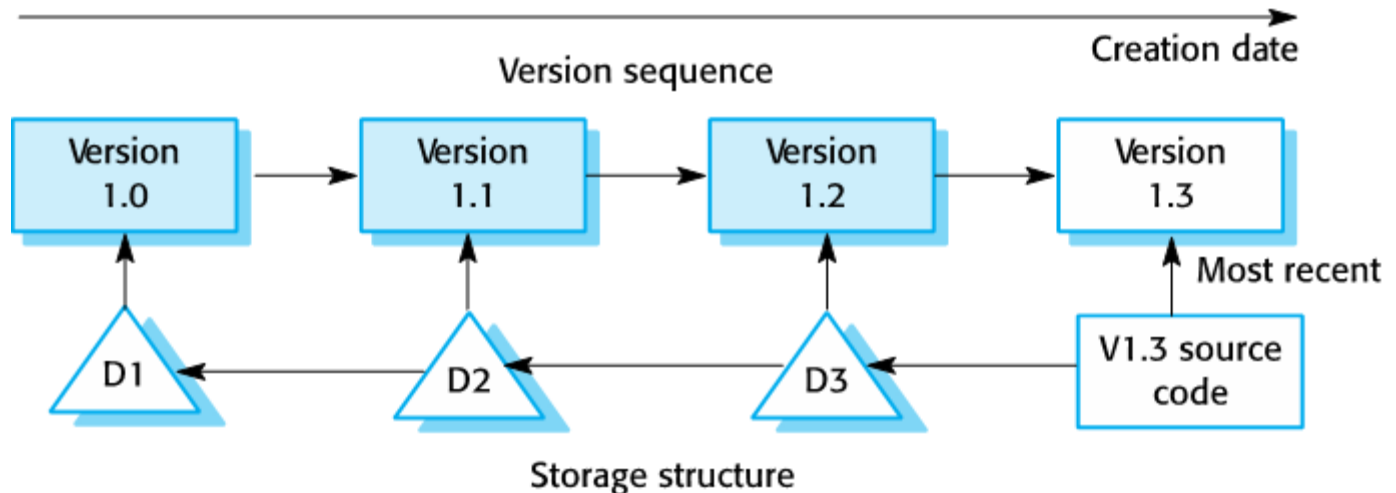 Creation date
Version sequence
Version
1.0
Version
1.1
Version
1.2
Version
1.3
Most recent
D1
D2
D3
V1.3 source
code
Storage structure